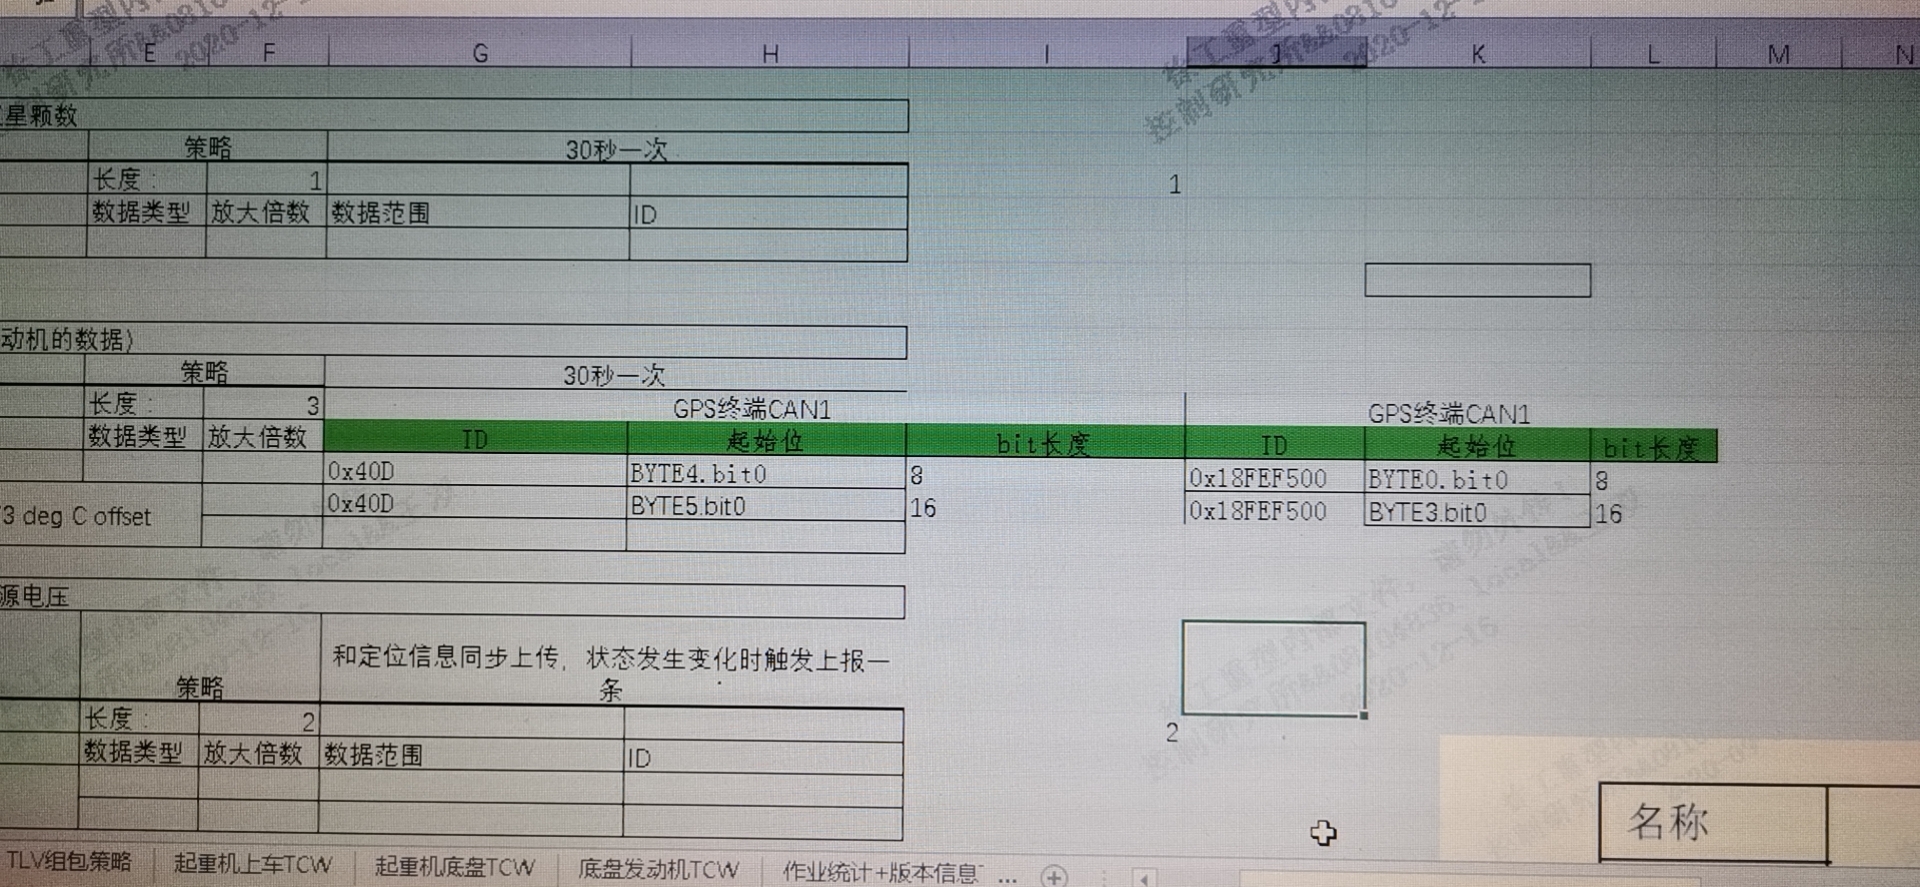 E F G H I J K L M N
星颗数
策略 30秒一次
长度： 1 1
数据类型 放大倍数 数据范围 ID
动机的数据）
策略 30秒一次
长度： 3 GPS终端CAN1 GPS终端CAN1
数据类型 放大倍数 ID 起始位 bit长度 ID 起始位 bit长度
0x40D BYTE4.bit0 8 0x18FEF500 BYTE0.bit0 8
3 deg C offset 0x40D BYTE5.bit0 16 0x18FEF500 BYTE3.bit0 16
源电压
策略 和定位信息同步上传，状态发生变化时触发上报一
条
长度： 2 2
数据类型 放大倍数 数据范围 ID
名称
TLV组包策略 起重机上车TCW 起重机底盘TCW 底盘发动机TCW 作业统计+版本信息 ...
2020-12-16